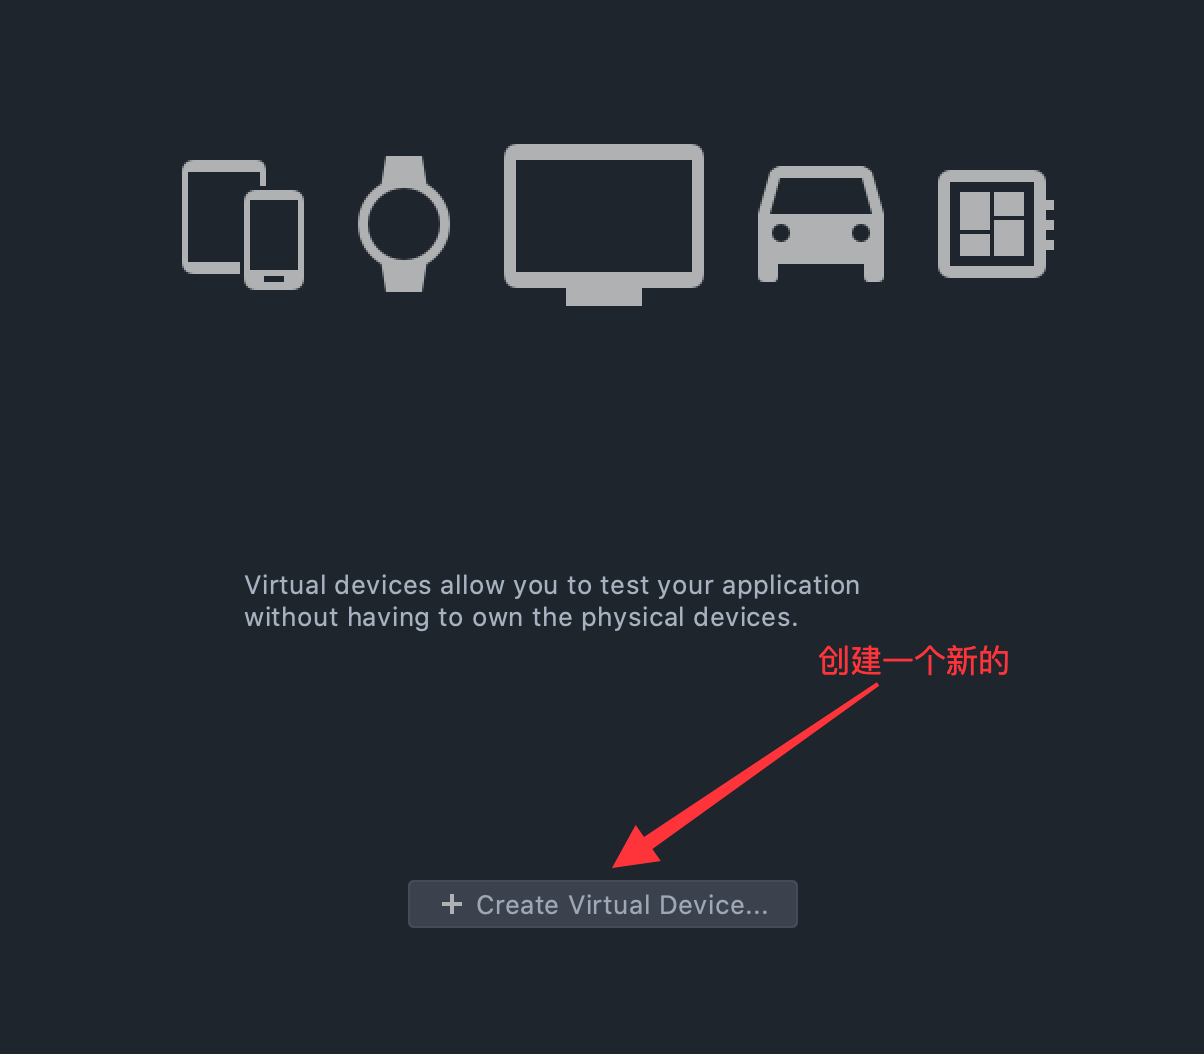 Virtual devices allow you to test your application
without having to own the physical devices.
创建一个新的
+ Create Virtual Device...